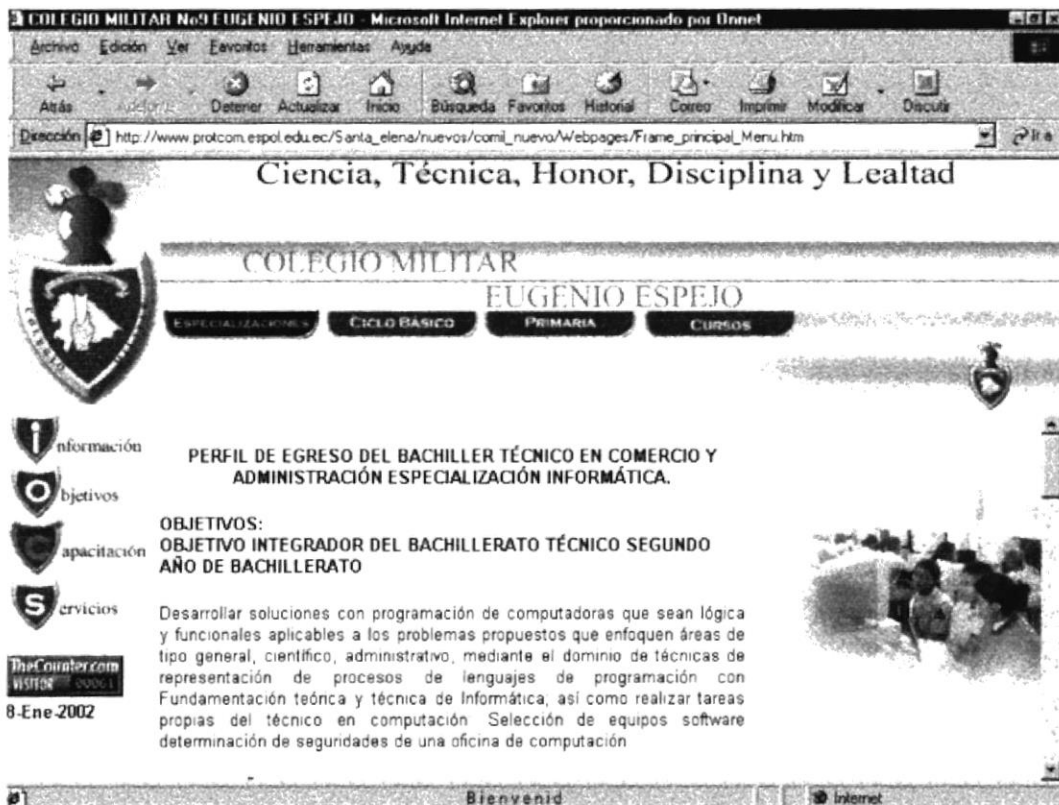 COLEGIO MILITAR No9 EUGENIO ESPEJO - Microsoft Internet Explorer proporcionado por Onnet
Archivo Edición Ver Favoritos Herramientas Ayuda
Atrás Adelante Detener Actualizar Inicio Búsqueda Favoritos Historial Correo Imprimir Modificar Discutir
Dirección http://www.protcom.espol.edu.ec/Santa_elena/nuevos/comil_nuevo/Webpages/Frame_principal_Menu.htm Ir a
Ciencia, Técnica, Honor, Disciplina y Lealtad
COLEGIO MILITAR
EUGENIO ESPEJO
ESPECIALIZACIONES CICLO BÁSICO PRIMARIA CURSOS
Información
Objetivos
Capacitación
Servicios
TheCounter.com
VISITOR 00061
8-Ene-2002
PERFIL DE EGRESO DEL BACHILLER TÉCNICO EN COMERCIO Y
ADMINISTRACIÓN ESPECIALIZACIÓN INFORMÁTICA.
OBJETIVOS:
OBJETIVO INTEGRADOR DEL BACHILLERATO TÉCNICO SEGUNDO
AÑO DE BACHILLERATO
Desarrollar soluciones con programación de computadoras que sean lógica
y funcionales aplicables a los problemas propuestos que enfoquen áreas de
tipo general, científico, administrativo, mediante el dominio de técnicas de
representación de procesos de lenguajes de programación con
Fundamentación teórica y técnica de Informática; así como realizar tareas
propias del técnico en computación Selección de equipos software
determinación de seguridades de una oficina de computación
Bienvenid Internet